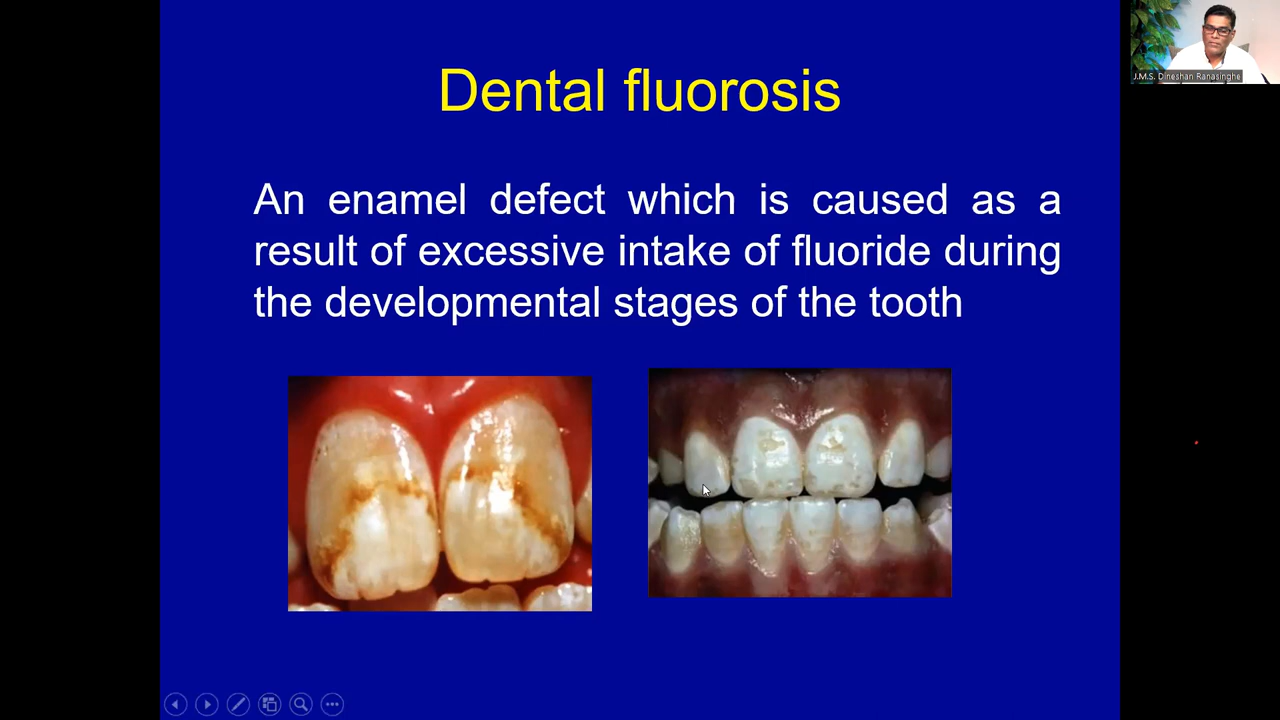 J.M.S. Dineshan Ranasinghe
Dental fluorosis
An enamel defect which is caused as a
result of excessive intake of fluoride during
the developmental stages of the tooth